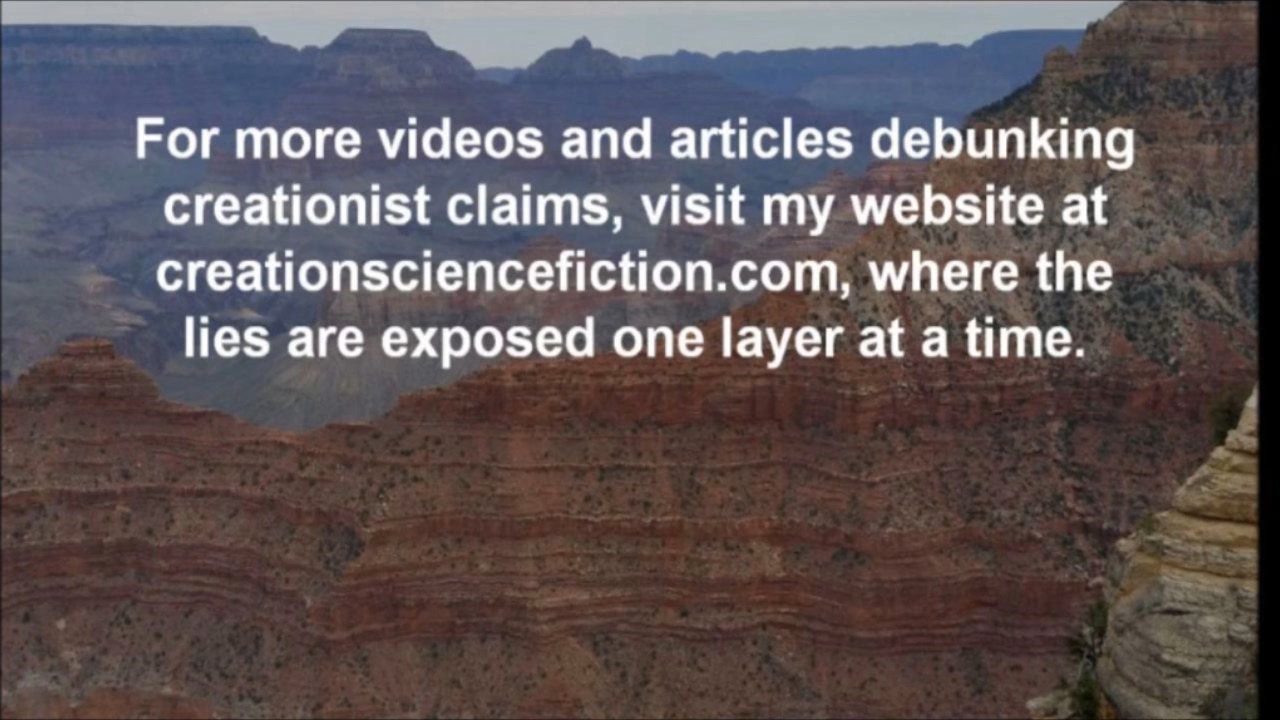 For more videos and articles debunking
creationist claims, visit my website at
creationsciencefiction.com, where the
lies are exposed one layer at a time.